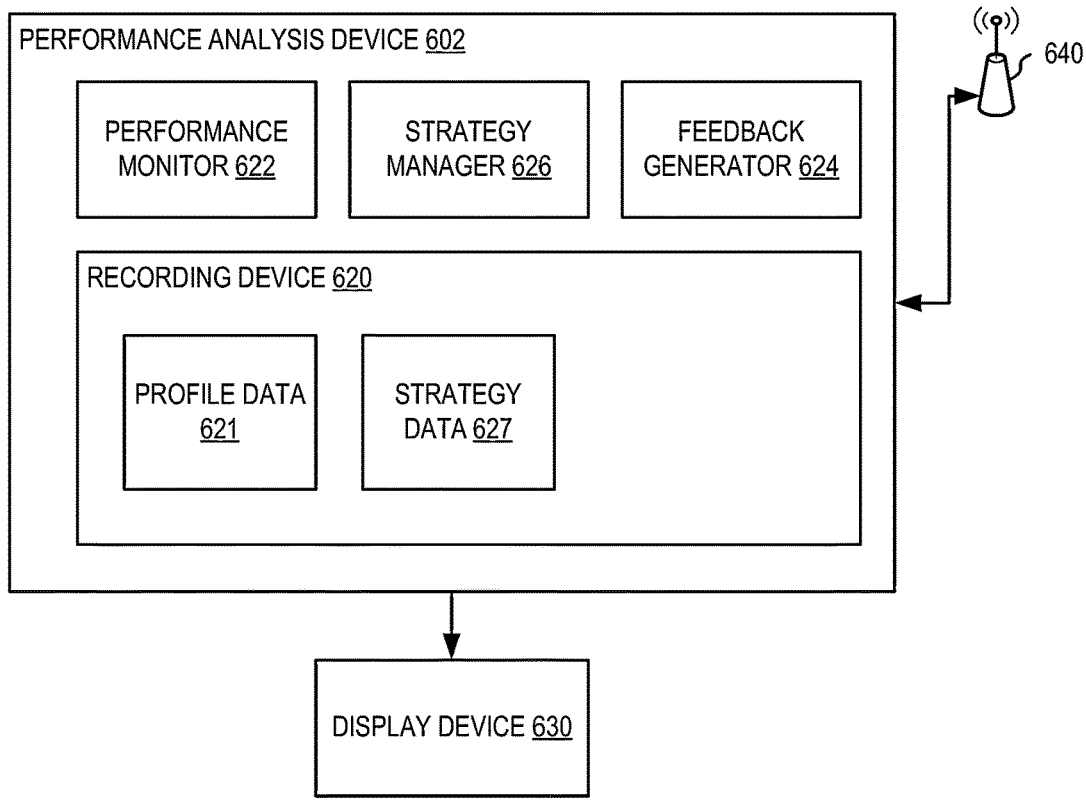 PERFORMANCE ANALYSIS DEVICE 602
640
PERFORMANCE
MONITOR 622
STRATEGY
MANAGER 626
FEEDBACK
GENERATOR 624
RECORDING DEVICE 620
PROFILE DATA
621
STRATEGY
DATA 627
DISPLAY DEVICE 630